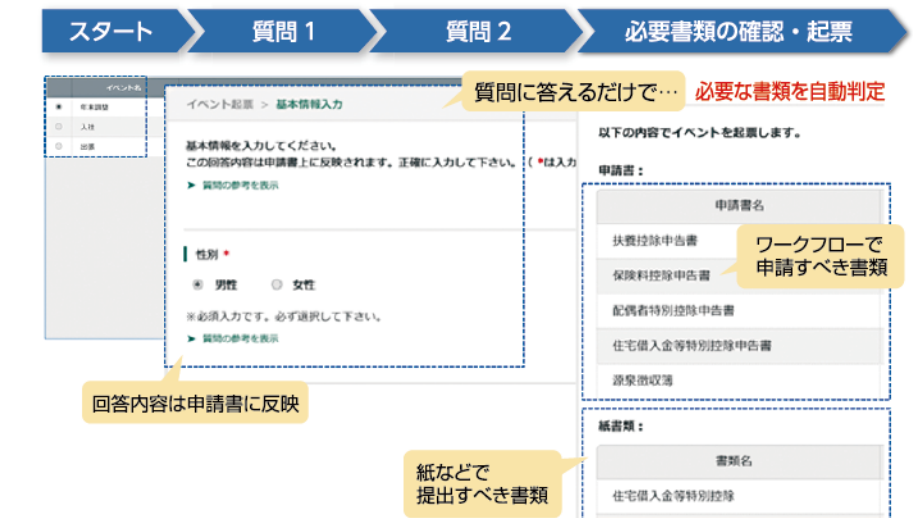 スタート
質問 1
質問 2
必要書類の確認・起票
質問に答えるだけで…
必要な書類を自動判定
イベント名
年末調整
入社
出張
イベント起票 > 基本情報入力
基本情報を入力してください。
この回答内容は申請書上に反映されます。正確に入力して下さい。 ( *は入力
➤ 質問の参考を表示
性別 *
男性
女性
※必須入力です。必ず選択して下さい。
➤ 質問の参考を表示
回答内容は申請書に反映
以下の内容でイベントを起票します。
申請書：
申請書名
扶養控除申告書
保険料控除申告書
配偶者特別控除申告書
住宅借入金等特別控除申告書
源泉徴収簿
ワークフローで
申請すべき書類
紙書類：
書類名
住宅借入金等特別控除
紙などで
提出すべき書類